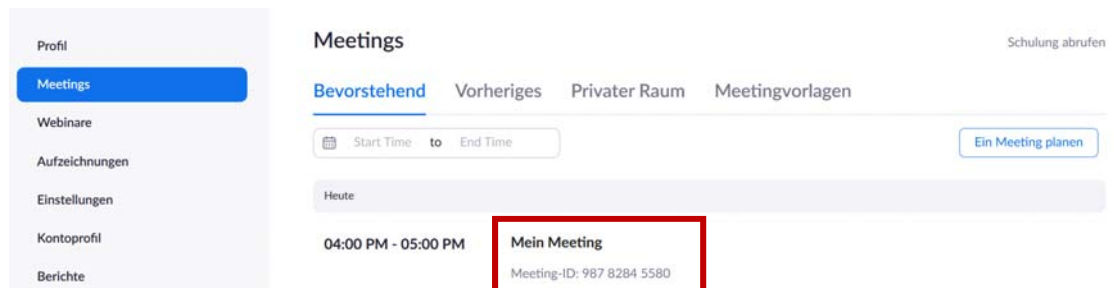 Profil
Meetings
Webinare
Aufzeichnungen
Einstellungen
Kontoprofil
Berichte
Meetings
Schulung abrufen
Bevorstehend Vorheriges Privater Raum Meetingvorlagen
Start Time to End Time
Ein Meeting planen
Heute
04:00 PM - 05:00 PM Mein Meeting
Meeting-ID: 987 8284 5580